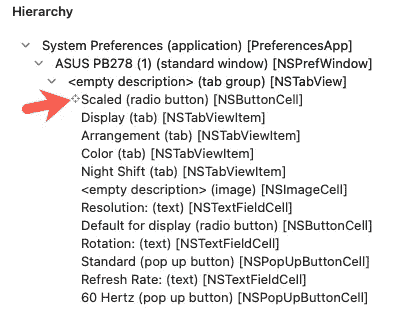 Hierarchy
System Preferences (application) [PreferencesApp]
ASUS PB278 (1) (standard window) [NSPrefWindow]
<empty description> (tab group) [NSTabView]
Scaled (radio button) [NSButtonCell]
Display (tab) [NSTabViewItem]
Arrangement (tab) [NSTabViewItem]
Color (tab) [NSTabViewItem]
Night Shift (tab) [NSTabViewItem]
<empty description> (image) [NSImageCell]
Resolution: (text) [NSTextFieldCell]
Default for display (radio button) [NSButtonCell]
Rotation: (text) [NSTextFieldCell]
Standard (pop up button) [NSPopUpButtonCell]
Refresh Rate: (text) [NSTextFieldCell]
60 Hertz (pop up button) [NSPopUpButtonCell]